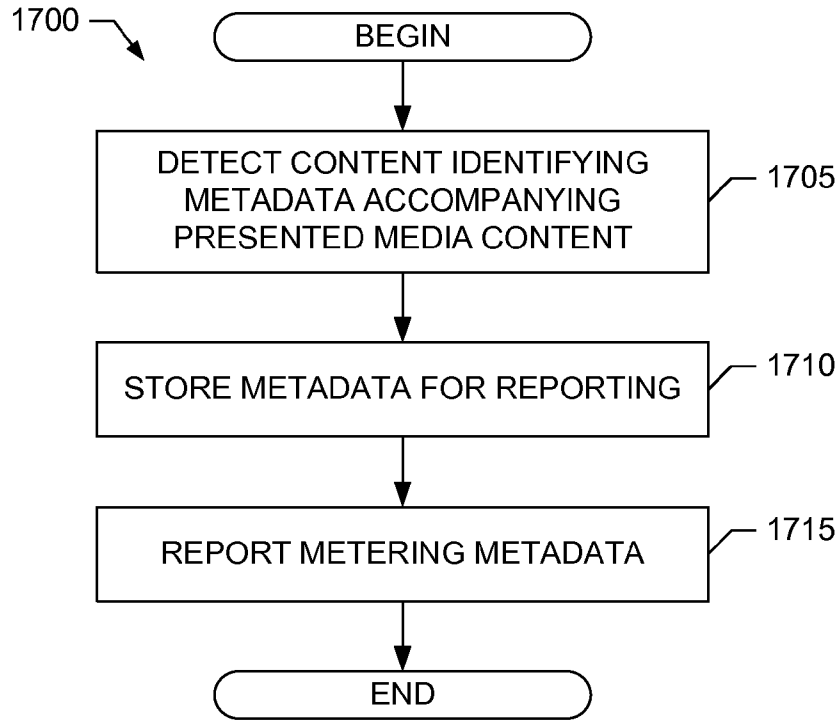 1700
BEGIN
DETECT CONTENT IDENTIFYING
METADATA ACCOMPANYING
PRESENTED MEDIA CONTENT
1705
STORE METADATA FOR REPORTING
1710
REPORT METERING METADATA
1715
END